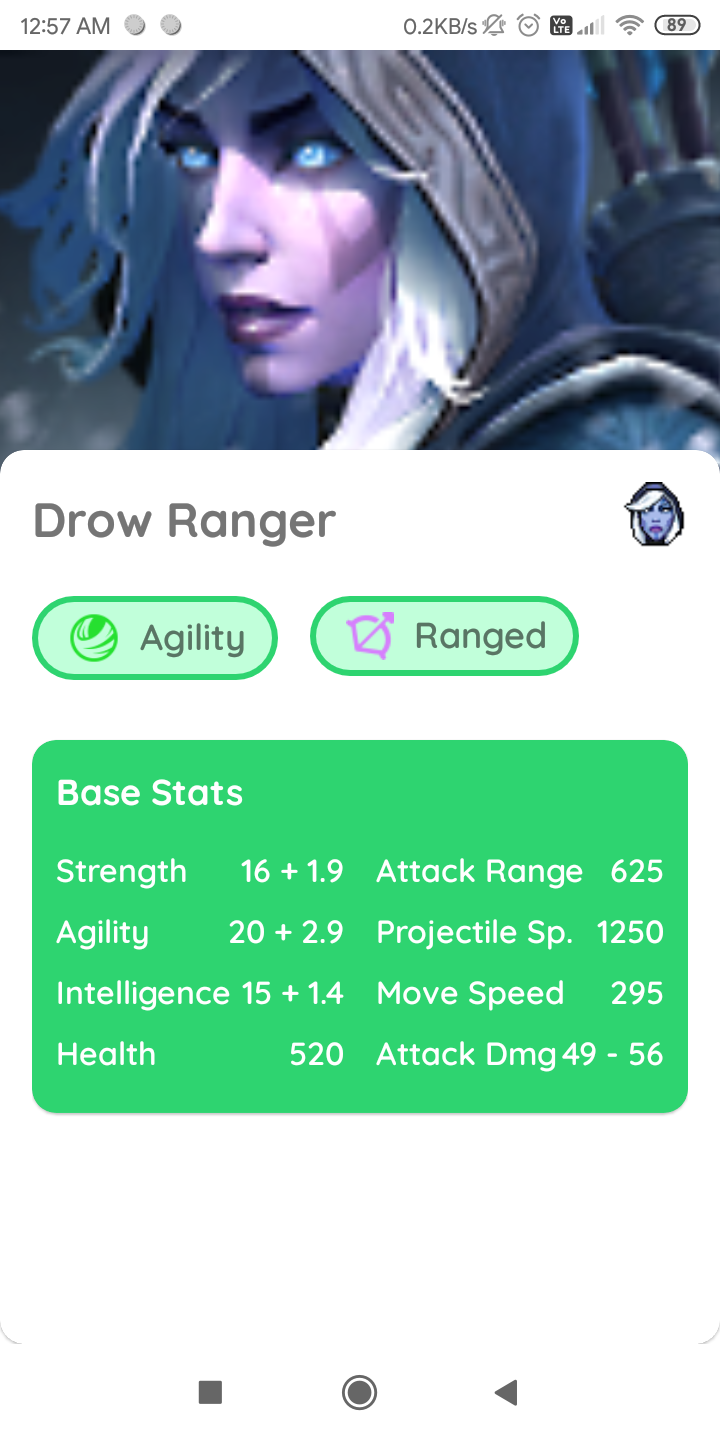 12:57 AM 0.2KB/s Vo LTE 89
Drow Ranger
Agility Ranged
Base Stats
Strength 16 + 1.9 Attack Range 625
Agility 20 + 2.9 Projectile Sp. 1250
Intelligence 15 + 1.4 Move Speed 295
Health 520 Attack Dmg 49 - 56